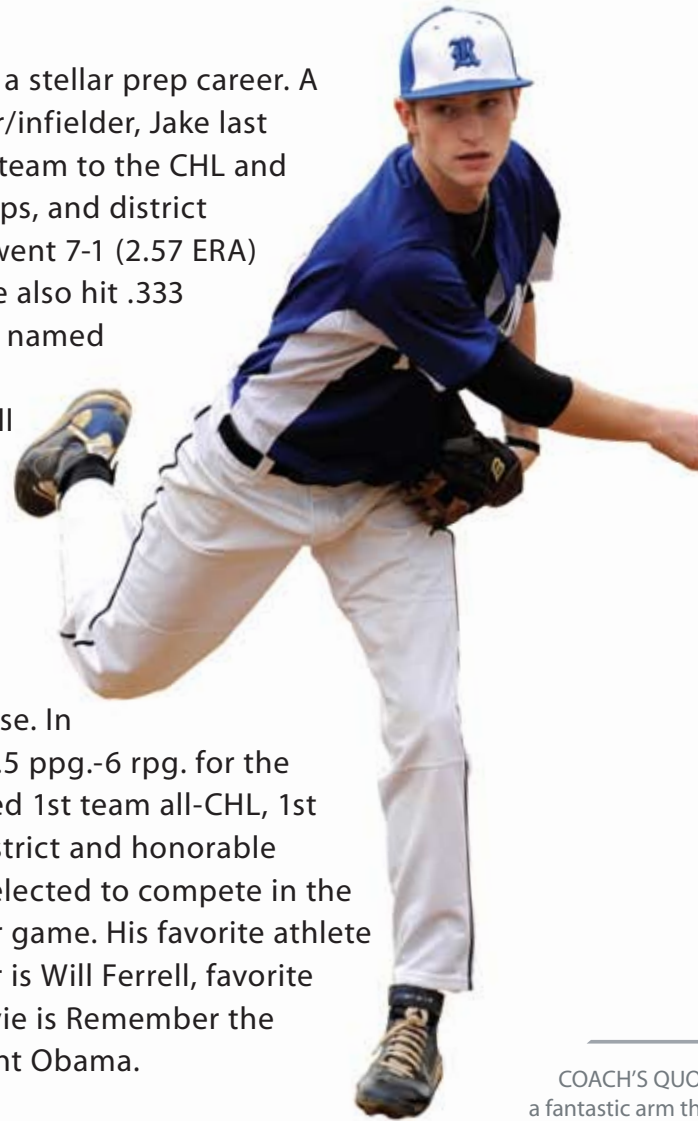 a stellar prep career. A
r/infielder, Jake last
team to the CHL and
ps, and district
went 7-1 (2.57 ERA)
e also hit .333
named
ll
se. In
.5 ppg.-6 rpg. for the
ed 1st team all-CHL, 1st
strict and honorable
elected to compete in the
r game. His favorite athlete
r is Will Ferrell, favorite
vie is Remember the
nt Obama.
R
COACH'S QUO
a fantastic arm th